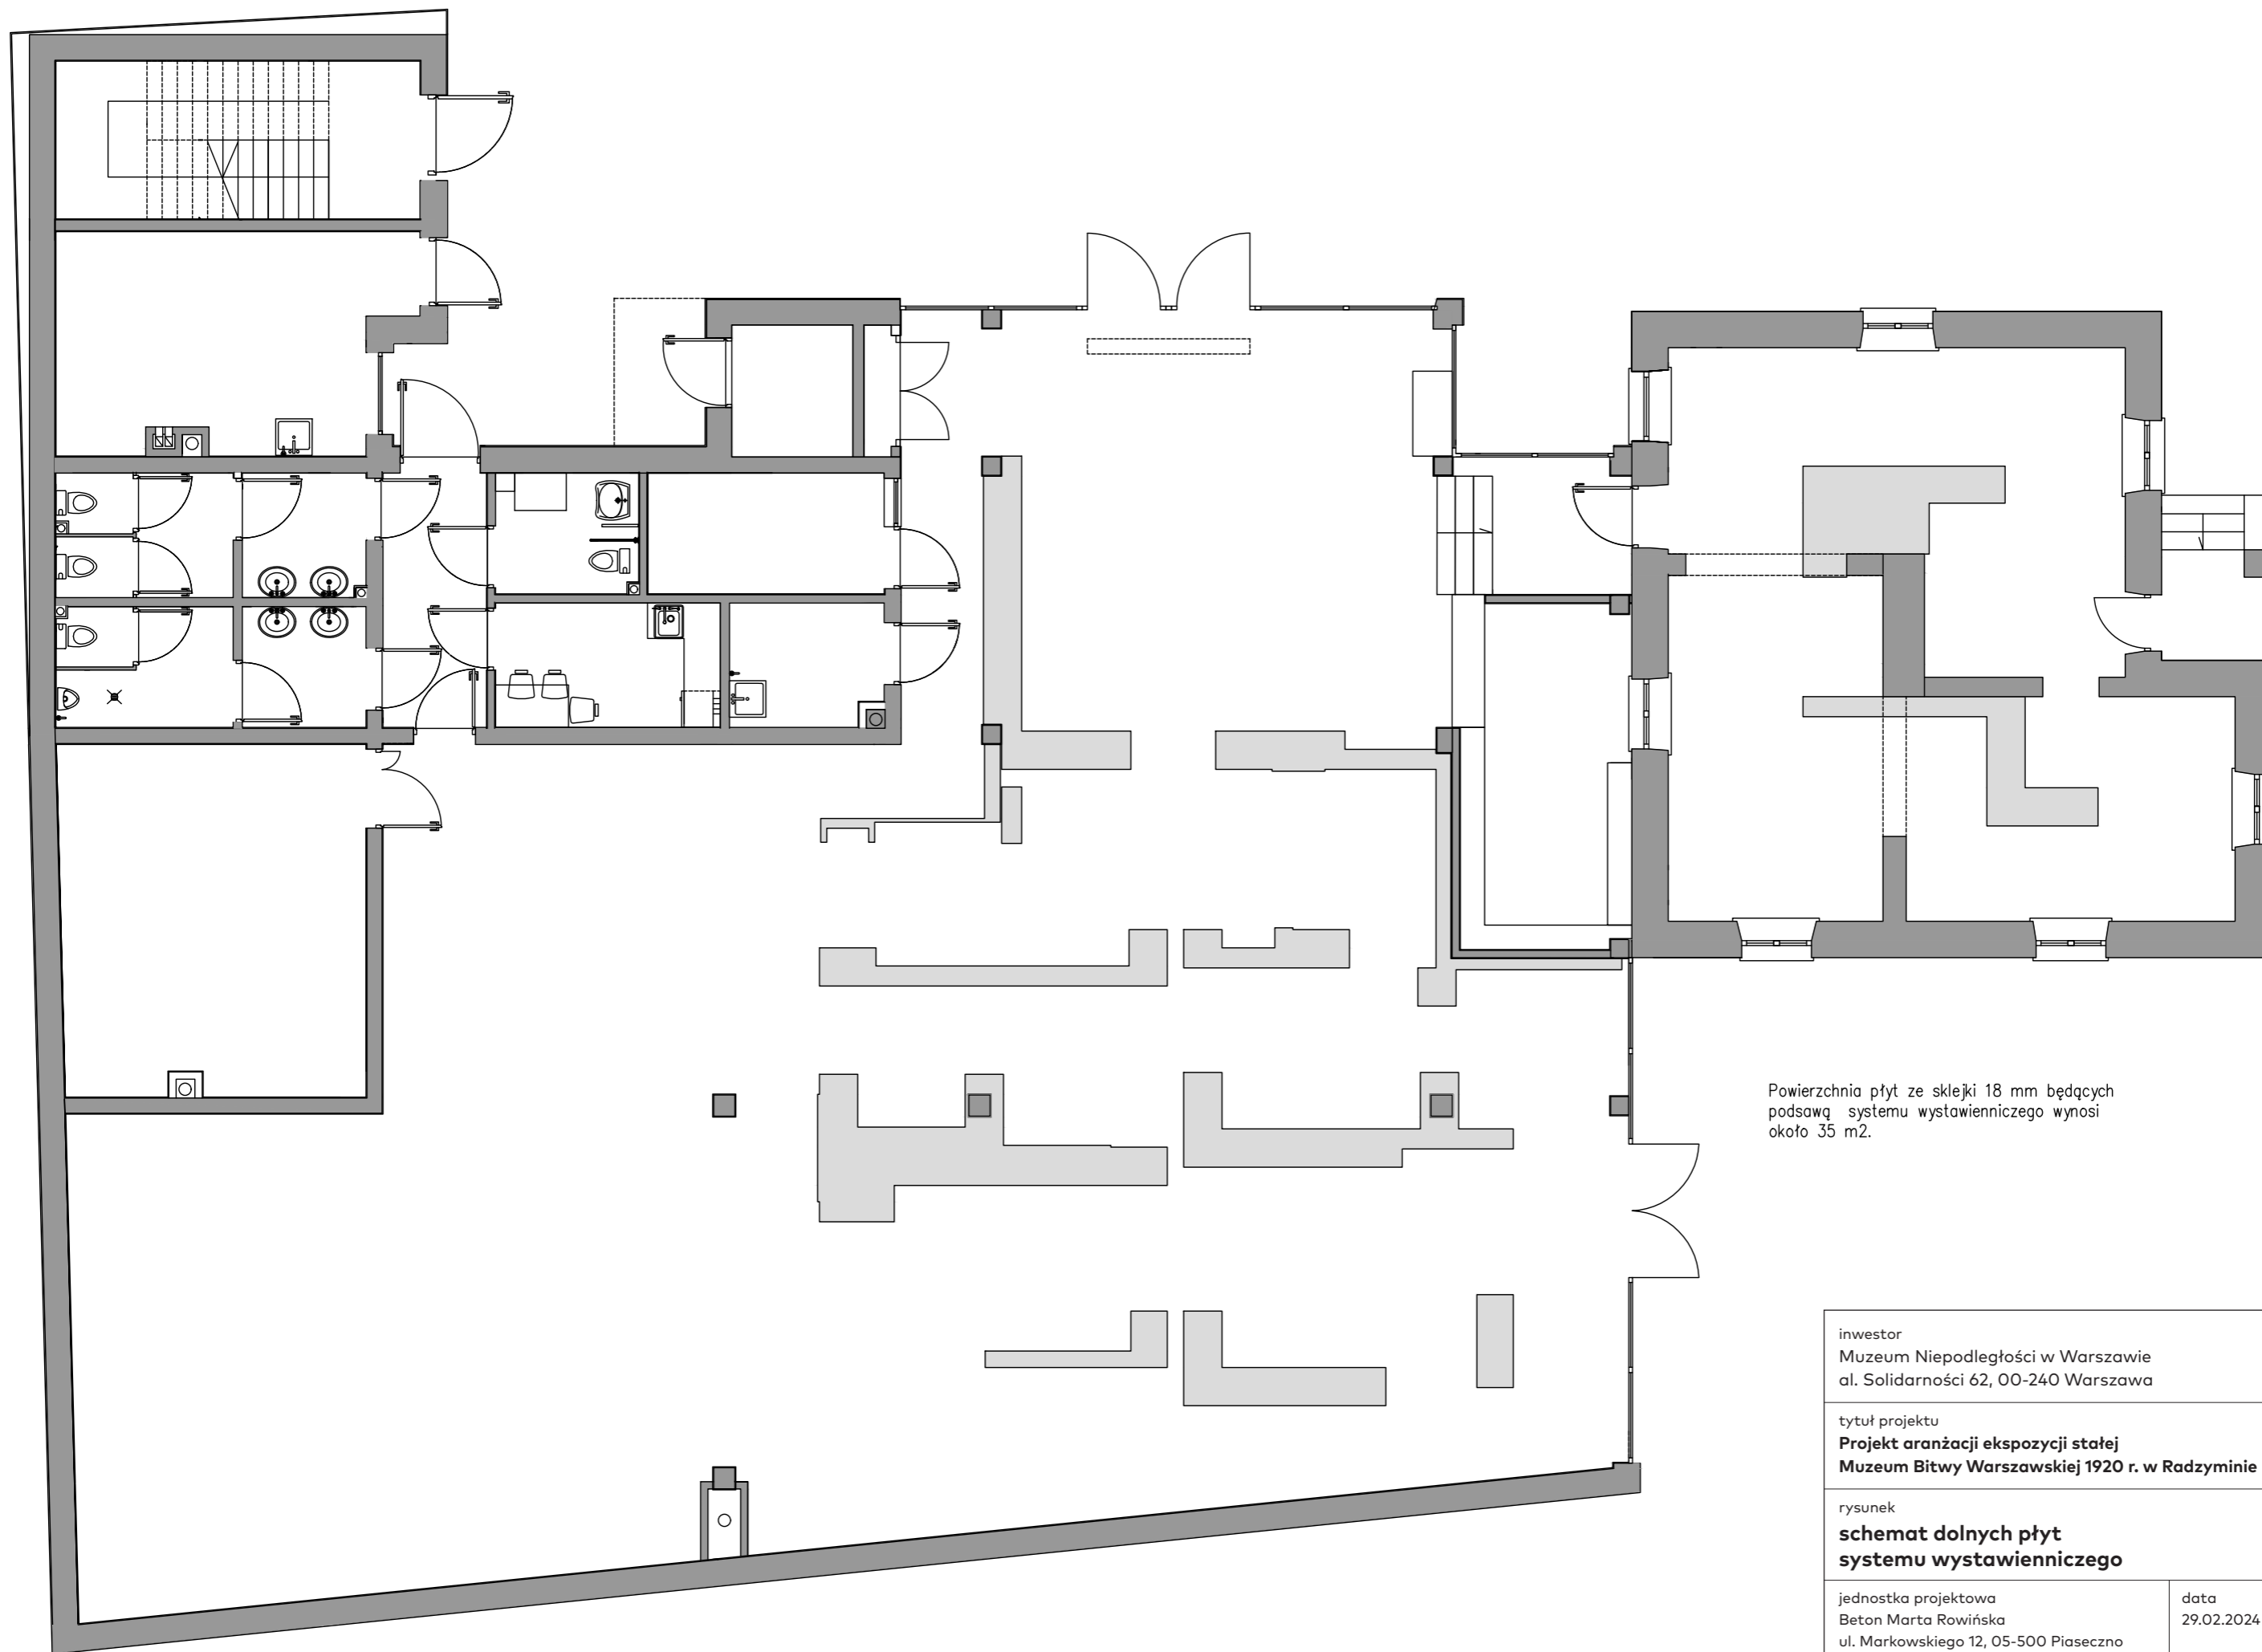 Powierzchnia płyt ze sklejki 18 mm będących
podsawą systemu wystawienniczego wynosi
około 35 m2.
inwestor
Muzeum Niepodległości w Warszawie
al. Solidarności 62, 00-240 Warszawa
tytuł projektu
Projekt aranżacji ekspozycji stałej
Muzeum Bitwy Warszawskiej 1920 r. w Radzyminie
rysunek
schemat dolnych płyt
systemu wystawienniczego
jednostka projektowa
Beton Marta Rowińska
ul. Markowskiego 12, 05-500 Piaseczno
data
29.02.2024